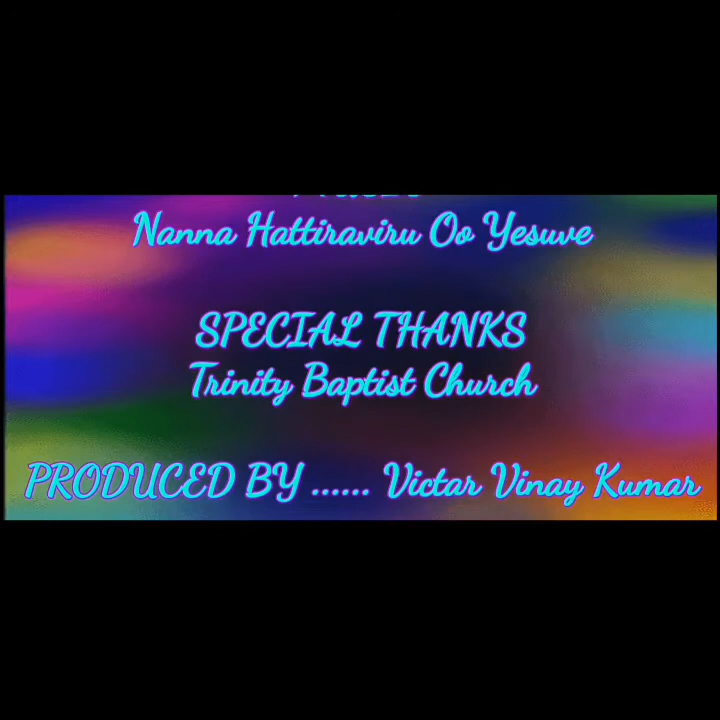 Nanna Hattiraviru Oo Yesuve
SPECIAL THANKS
Trinity Baptist Church
PRODUCED BY ...... Victar Vinay Kumar